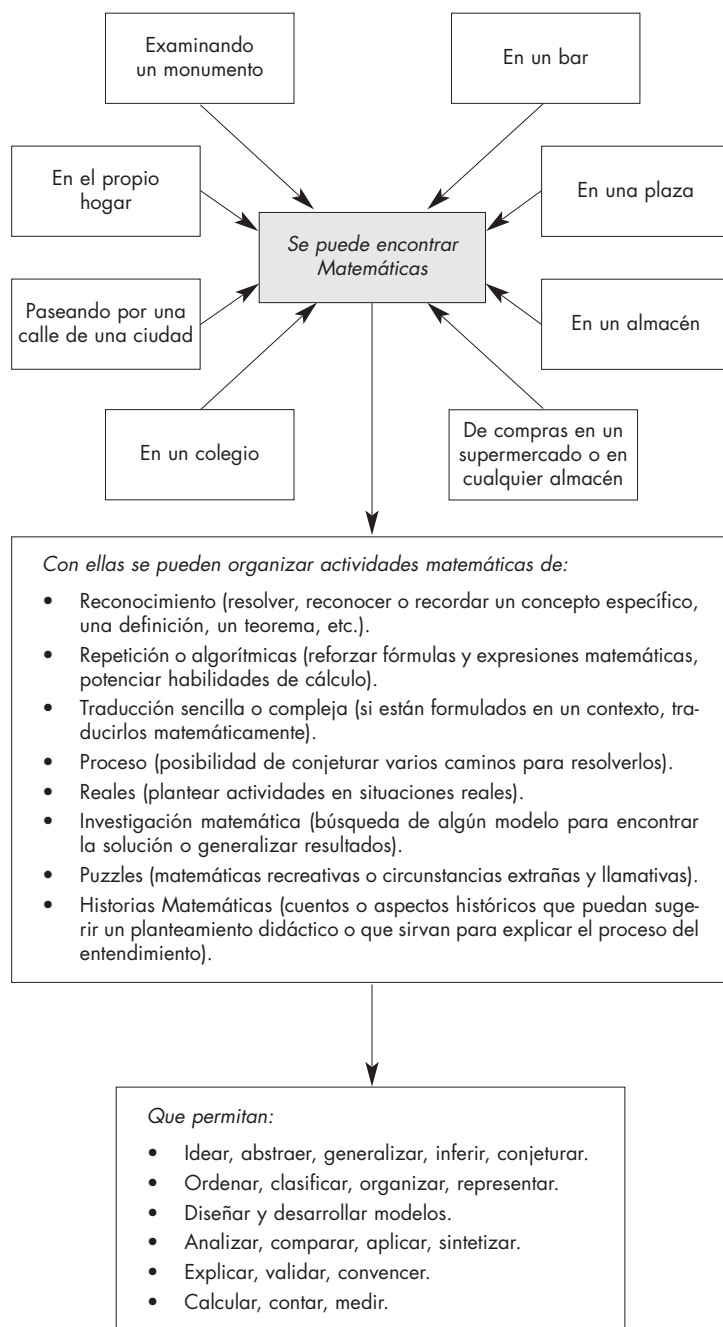 Examinando
un monumento
En un bar
En el propio
hogar
En una plaza
Se puede encontrar
Matemáticas
Paseando por una
calle de una ciudad
En un almacén
En un colegio
De compras en un
supermercado o en
cualquier almacén
Con ellas se pueden organizar actividades matemáticas de:
• Reconocimiento (resolver, reconocer o recordar un concepto específico,
una definición, un teorema, etc.).
• Repetición o algorítmicas (reforzar fórmulas y expresiones matemáticas,
potenciar habilidades de cálculo).
• Traducción sencilla o compleja (si están formulados en un contexto, tra-
ducirlos matemáticamente).
• Proceso (posibilidad de conjeturar varios caminos para resolverlos).
• Reales (plantear actividades en situaciones reales).
• Investigación matemática (búsqueda de algún modelo para encontrar
la solución o generalizar resultados).
• Puzzles (matemáticas recreativas o circunstancias extrañas y llamativas).
• Historias Matemáticas (cuentos o aspectos históricos que puedan suge-
rir un planteamiento didáctico o que sirvan para explicar el proceso del
entendimiento).
Que permitan:
• Idear, abstraer, generalizar, inferir, conjeturar.
• Ordenar, clasificar, organizar, representar.
• Diseñar y desarrollar modelos.
• Analizar, comparar, aplicar, sintetizar.
• Explicar, validar, convencer.
• Calcular, contar, medir.